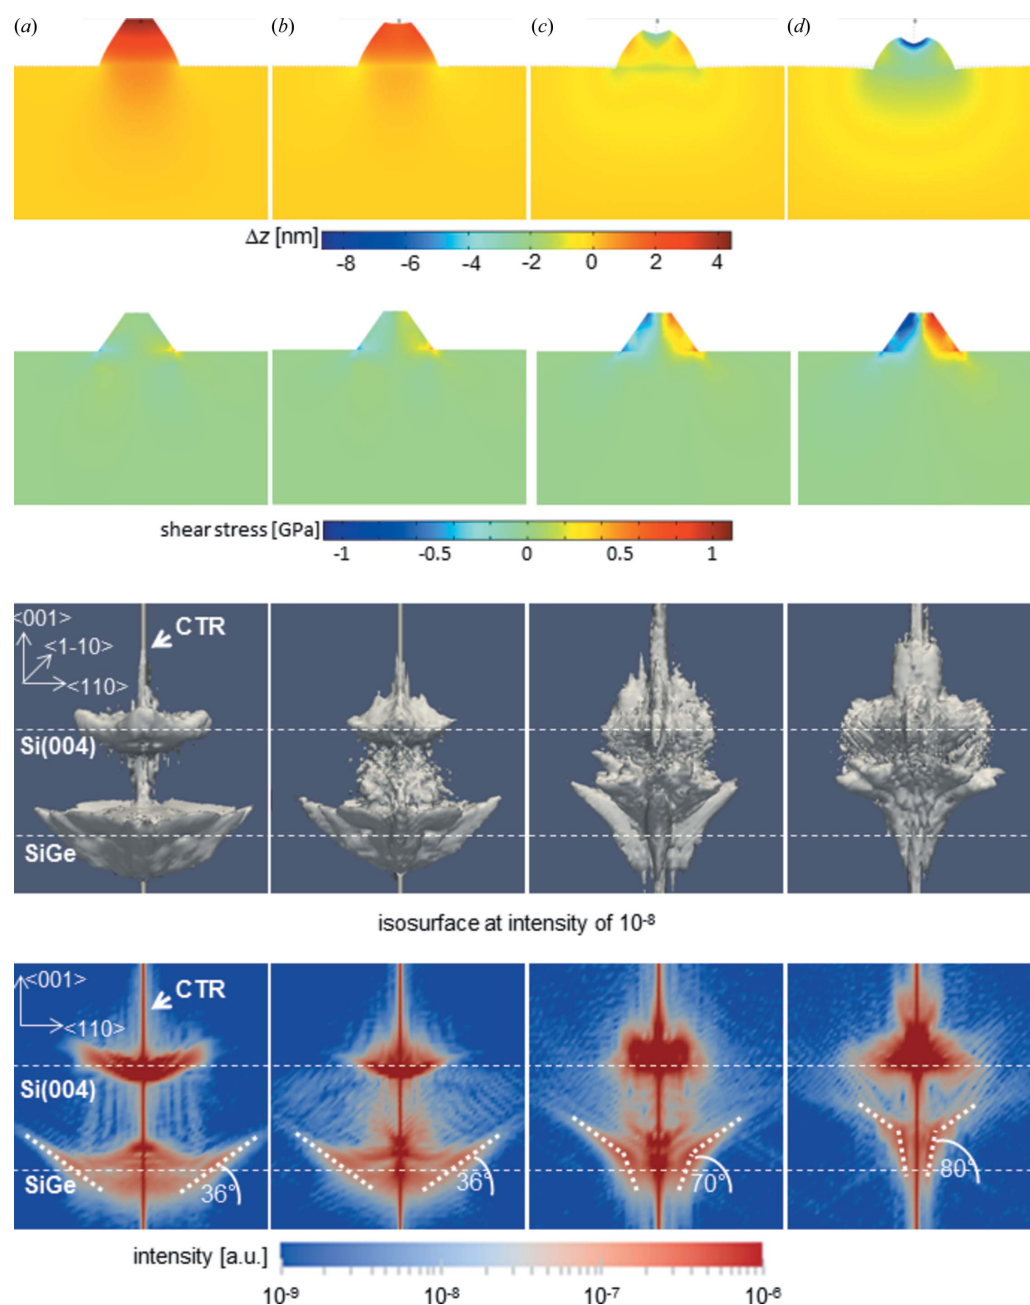 (a) (b) (c) (d)
Δz [nm]
-8 -6 -4 -2 0 2 4
shear stress [GPa]
-1 -0.5 0 0.5 1
<001>
<1-10>
<110>
CTR
Si(004)
SiGe
isosurface at intensity of 10⁻⁸
<001>
<110>
CTR
Si(004)
SiGe
36° 36° 70° 80°
intensity [a.u.]
10⁻⁹ 10⁻⁸ 10⁻⁷ 10⁻⁶